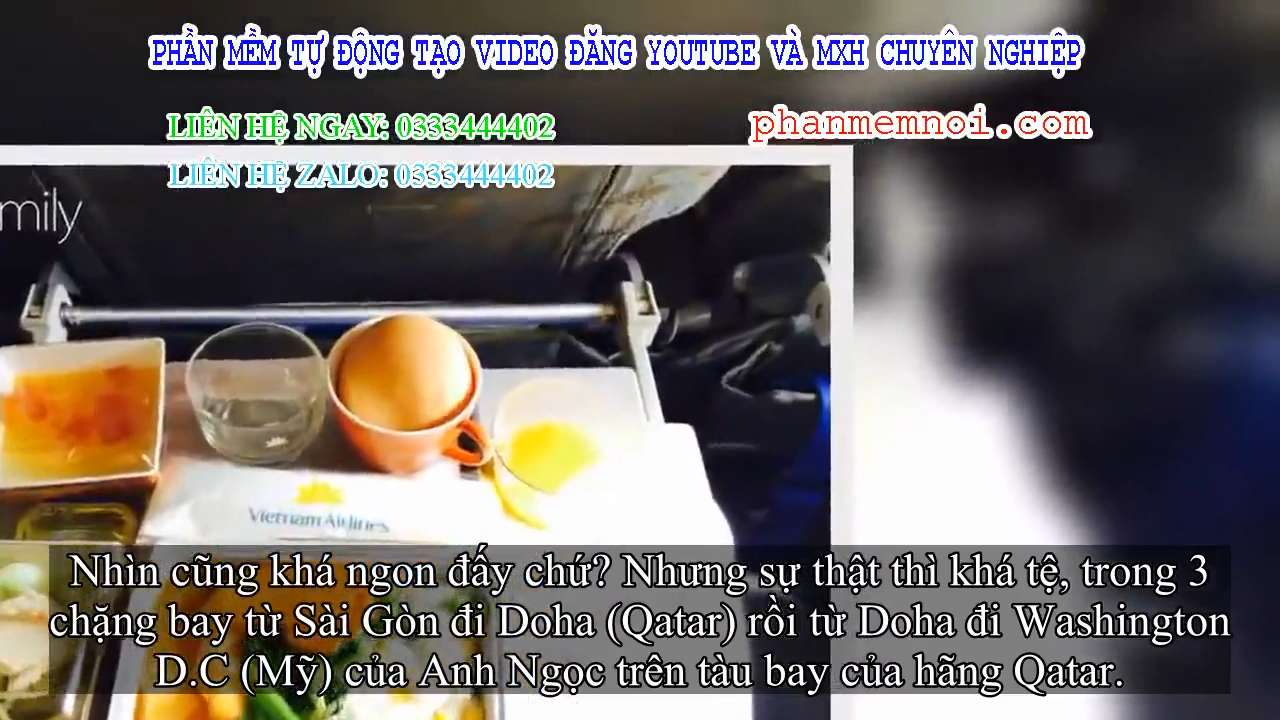 PHẦN MỀM TỰ ĐỘNG TẠO VIDEO ĐĂNG YOUTUBE VÀ MXH CHUYÊN NGHIỆP
LIÊN HỆ NGAY: 0333444402
phanmemnoi.com
LIÊN HỆ ZALO: 0333444402
mily
Vietnam Airlines
Nhìn cũng khá ngon đấy chứ? Nhưng sự thật thì khá tệ, trong 3
chặng bay từ Sài Gòn đi Doha (Qatar) rồi từ Doha đi Washington
D.C (Mỹ) của Anh Ngọc trên tàu bay của hãng Qatar.